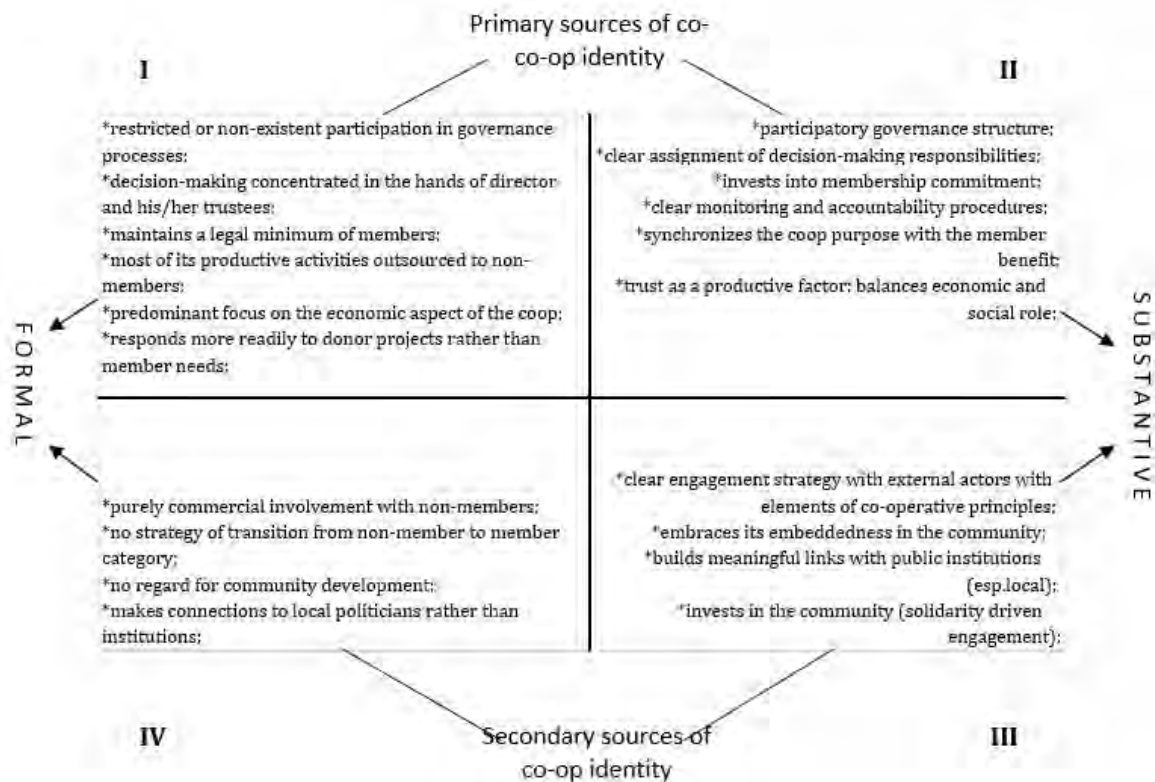 Primary sources of co-
co-op identity
I
II
*restricted or non-existent participation in governance
processes;
*decision-making concentrated in the hands of director
and his/her trustees;
*maintains a legal minimum of members;
*most of its productive activities outsourced to non-
members;
*predominant focus on the economic aspect of the coop;
*responds more readily to donor projects rather than
member needs;
*participatory governance structure;
*clear assignment of decision-making responsibilities;
*invests into membership commitment;
*clear monitoring and accountability procedures;
*synchronizes the coop purpose with the member
benefit;
*trust as a productive factor: balances economic and
social role;
FORMAL
SUBSTANTIVE
*purely commercial involvement with non-members;
*no strategy of transition from non-member to member
category;
*no regard for community development;
*makes connections to local politicians rather than
institutions;
*clear engagement strategy with external actors with
elements of co-operative principles;
*embraces its embeddedness in the community;
*builds meaningful links with public institutions
(esp.local);
*invests in the community (solidarity driven
engagement);
IV
Secondary sources of
co-op identity
III